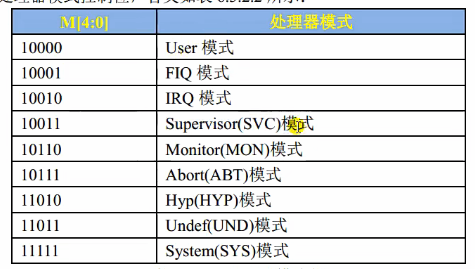 M[4:0] 处理器模式
10000 User 模式
10001 FIQ 模式
10010 IRQ 模式
10011 Supervisor(SVC)模式
10110 Monitor(MON)模式
10111 Abort(ABT)模式
11010 Hyp(HYP)模式
11011 Undef(UND)模式
11111 System(SYS)模式